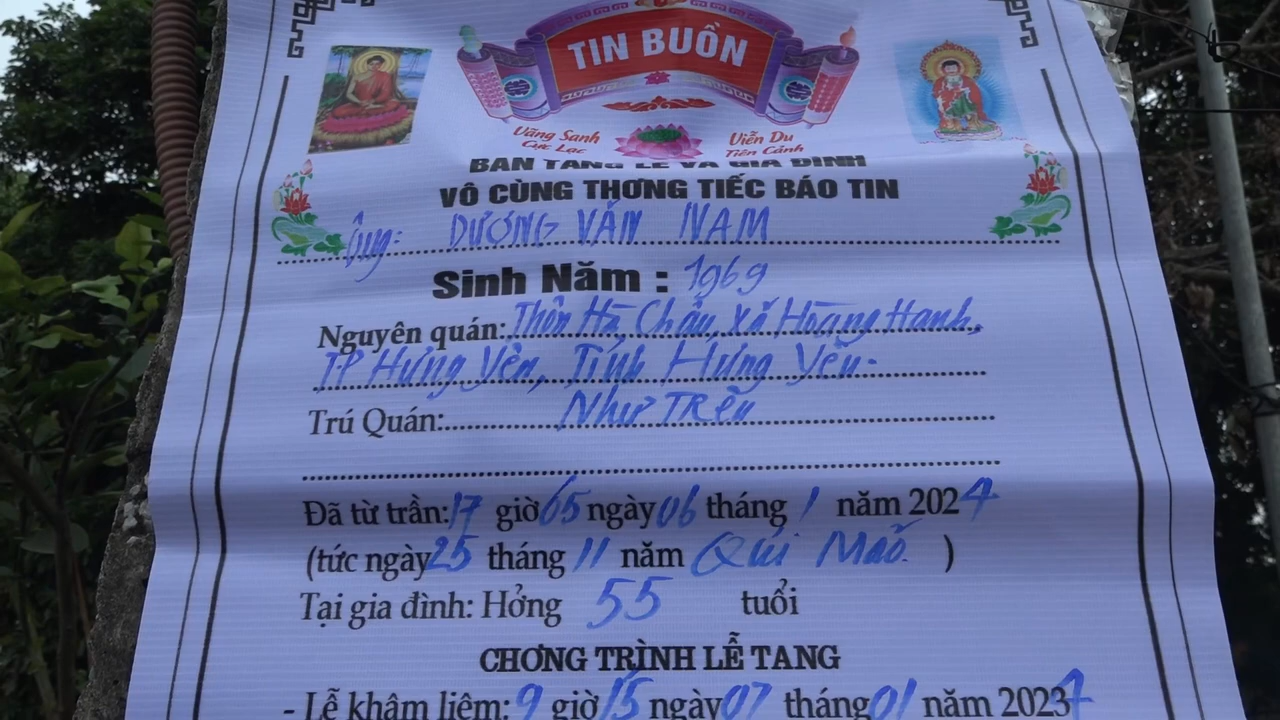 TIN BUỒN
Vãng Sanh Viễn Du
Cực Lạc Tiên Cảnh
BAN TANG LỄ VÀ GIA ĐÌNH
VÔ CÙNG THƠNG TIẾC BÁO TIN
Ông: DƯƠNG VĂN NAM
Sinh Năm : 1969
Nguyên quán: Thôn Hà Châu, Xã Hoàng Hanh,
TP Hưng Yên, Tỉnh Hưng Yên-
Trú Quán: Như TRên
Đã từ trần: 17 giờ 65 ngày 06 tháng 1 năm 2024
(tức ngày 25 tháng 11 năm Qúi Mão. )
Tại gia đình: Hởng 55 tuổi
CHƠNG TRÌNH LỄ TANG
- Lễ khâm liệm: 9 giờ 15 ngày 07 tháng 01 năm 2024